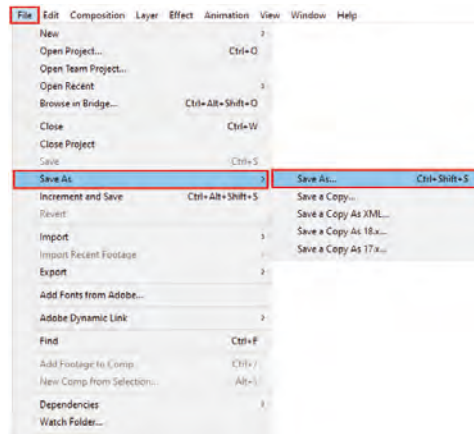 File Edit Composition Layer Effect Animation View Window Help
New
Open Project... Ctrl+O
Open Team Project...
Open Recent
Browse in Bridge... Ctrl+Alt+Shift+O
Close Ctrl+W
Close Project
Save Ctrl+S
Save As Save As... Ctrl+Shift+S
Increment and Save Ctrl+Alt+Shift+S Save a Copy...
Revert Save a Copy As XML...
Save a Copy As 18.x...
Import Save a Copy As 17.x...
Import Recent Footage
Export
Add Fonts from Adobe...
Adobe Dynamic Link
Find Ctrl+F
Add Footage to Comp Ctrl+/
New Comp from Selection... Alt+\
Dependencies
Watch Folder...